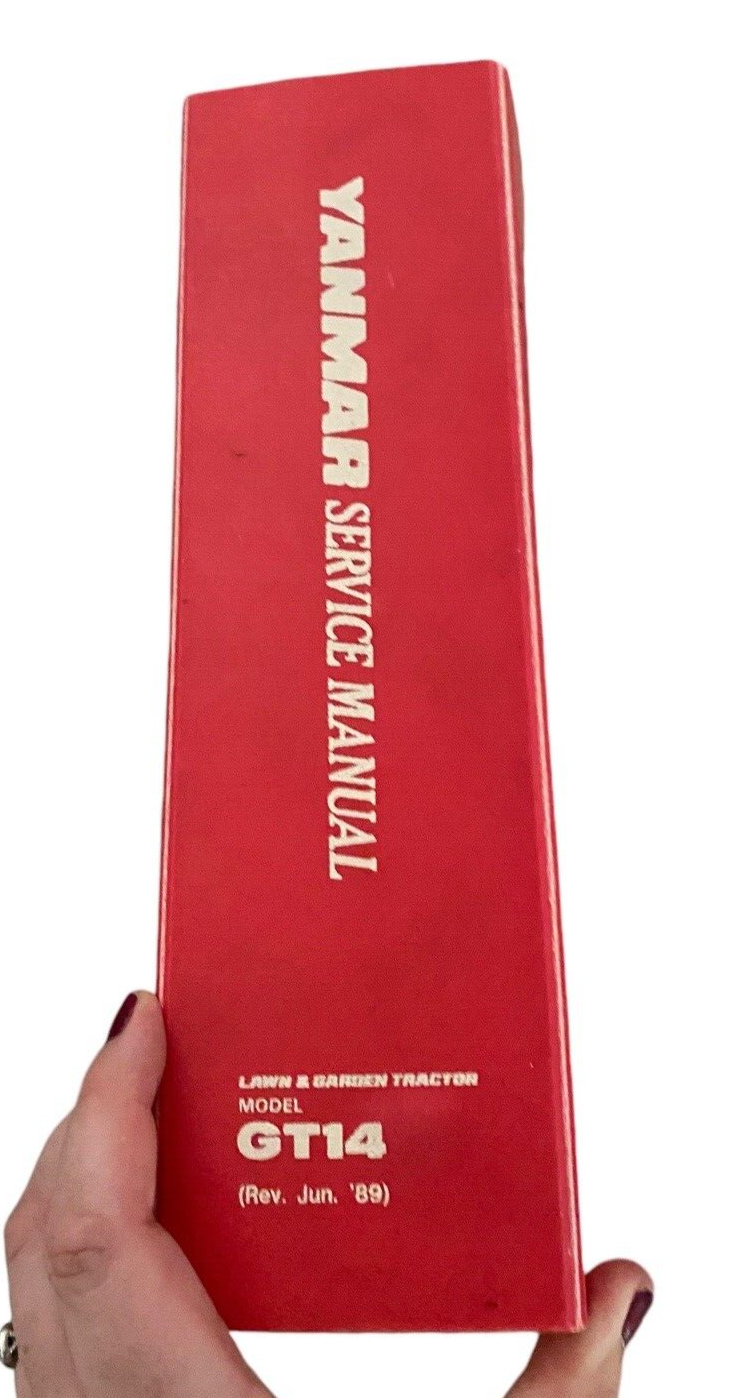 YANMAR SERVICE MANUAL
LAWN & GARDEN TRACTOR
MODEL
GT14
(Rev. Jun. '89)